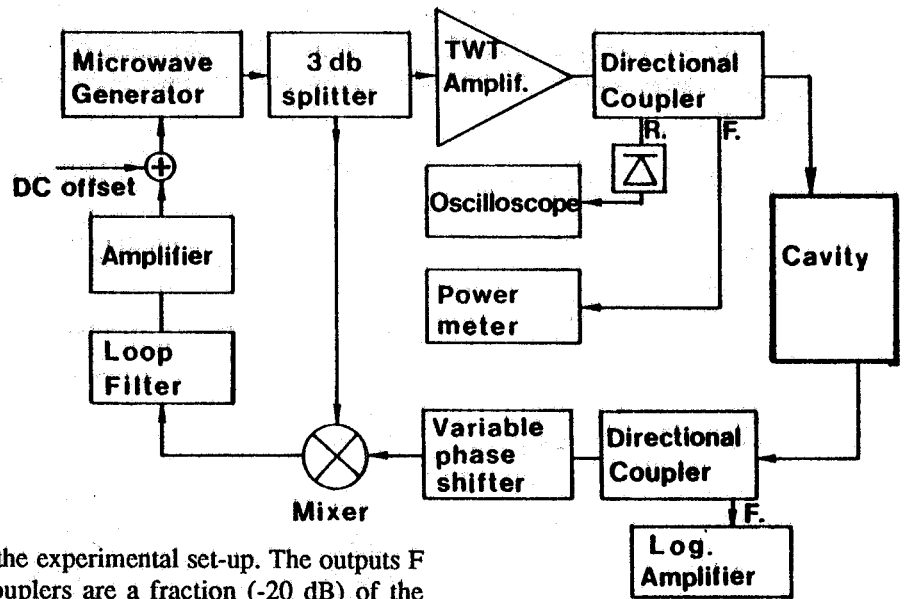 Microwave
Generator
3 db
splitter
TWT
Amplif.
Directional
Coupler
R.
F.
DC offset
Oscilloscope
Amplifier
Cavity
Power
meter
Loop
Filter
Variable
phase
shifter
Directional
Coupler
Mixer
F.
Log.
Amplifier
the experimental set-up. The outputs F
ouplers are a fraction (-20 dB) of the